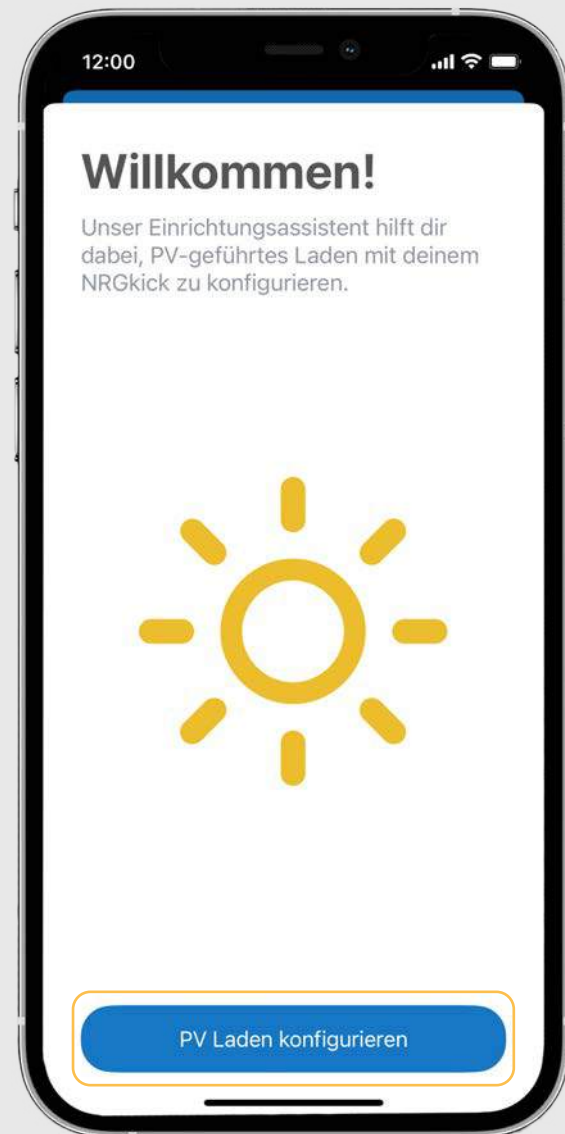 12:00
Willkommen!
Unser Einrichtungsassistent hilft dir
dabei, PV-geführtes Laden mit deinem
NRGkick zu konfigurieren.
PV Laden konfigurieren